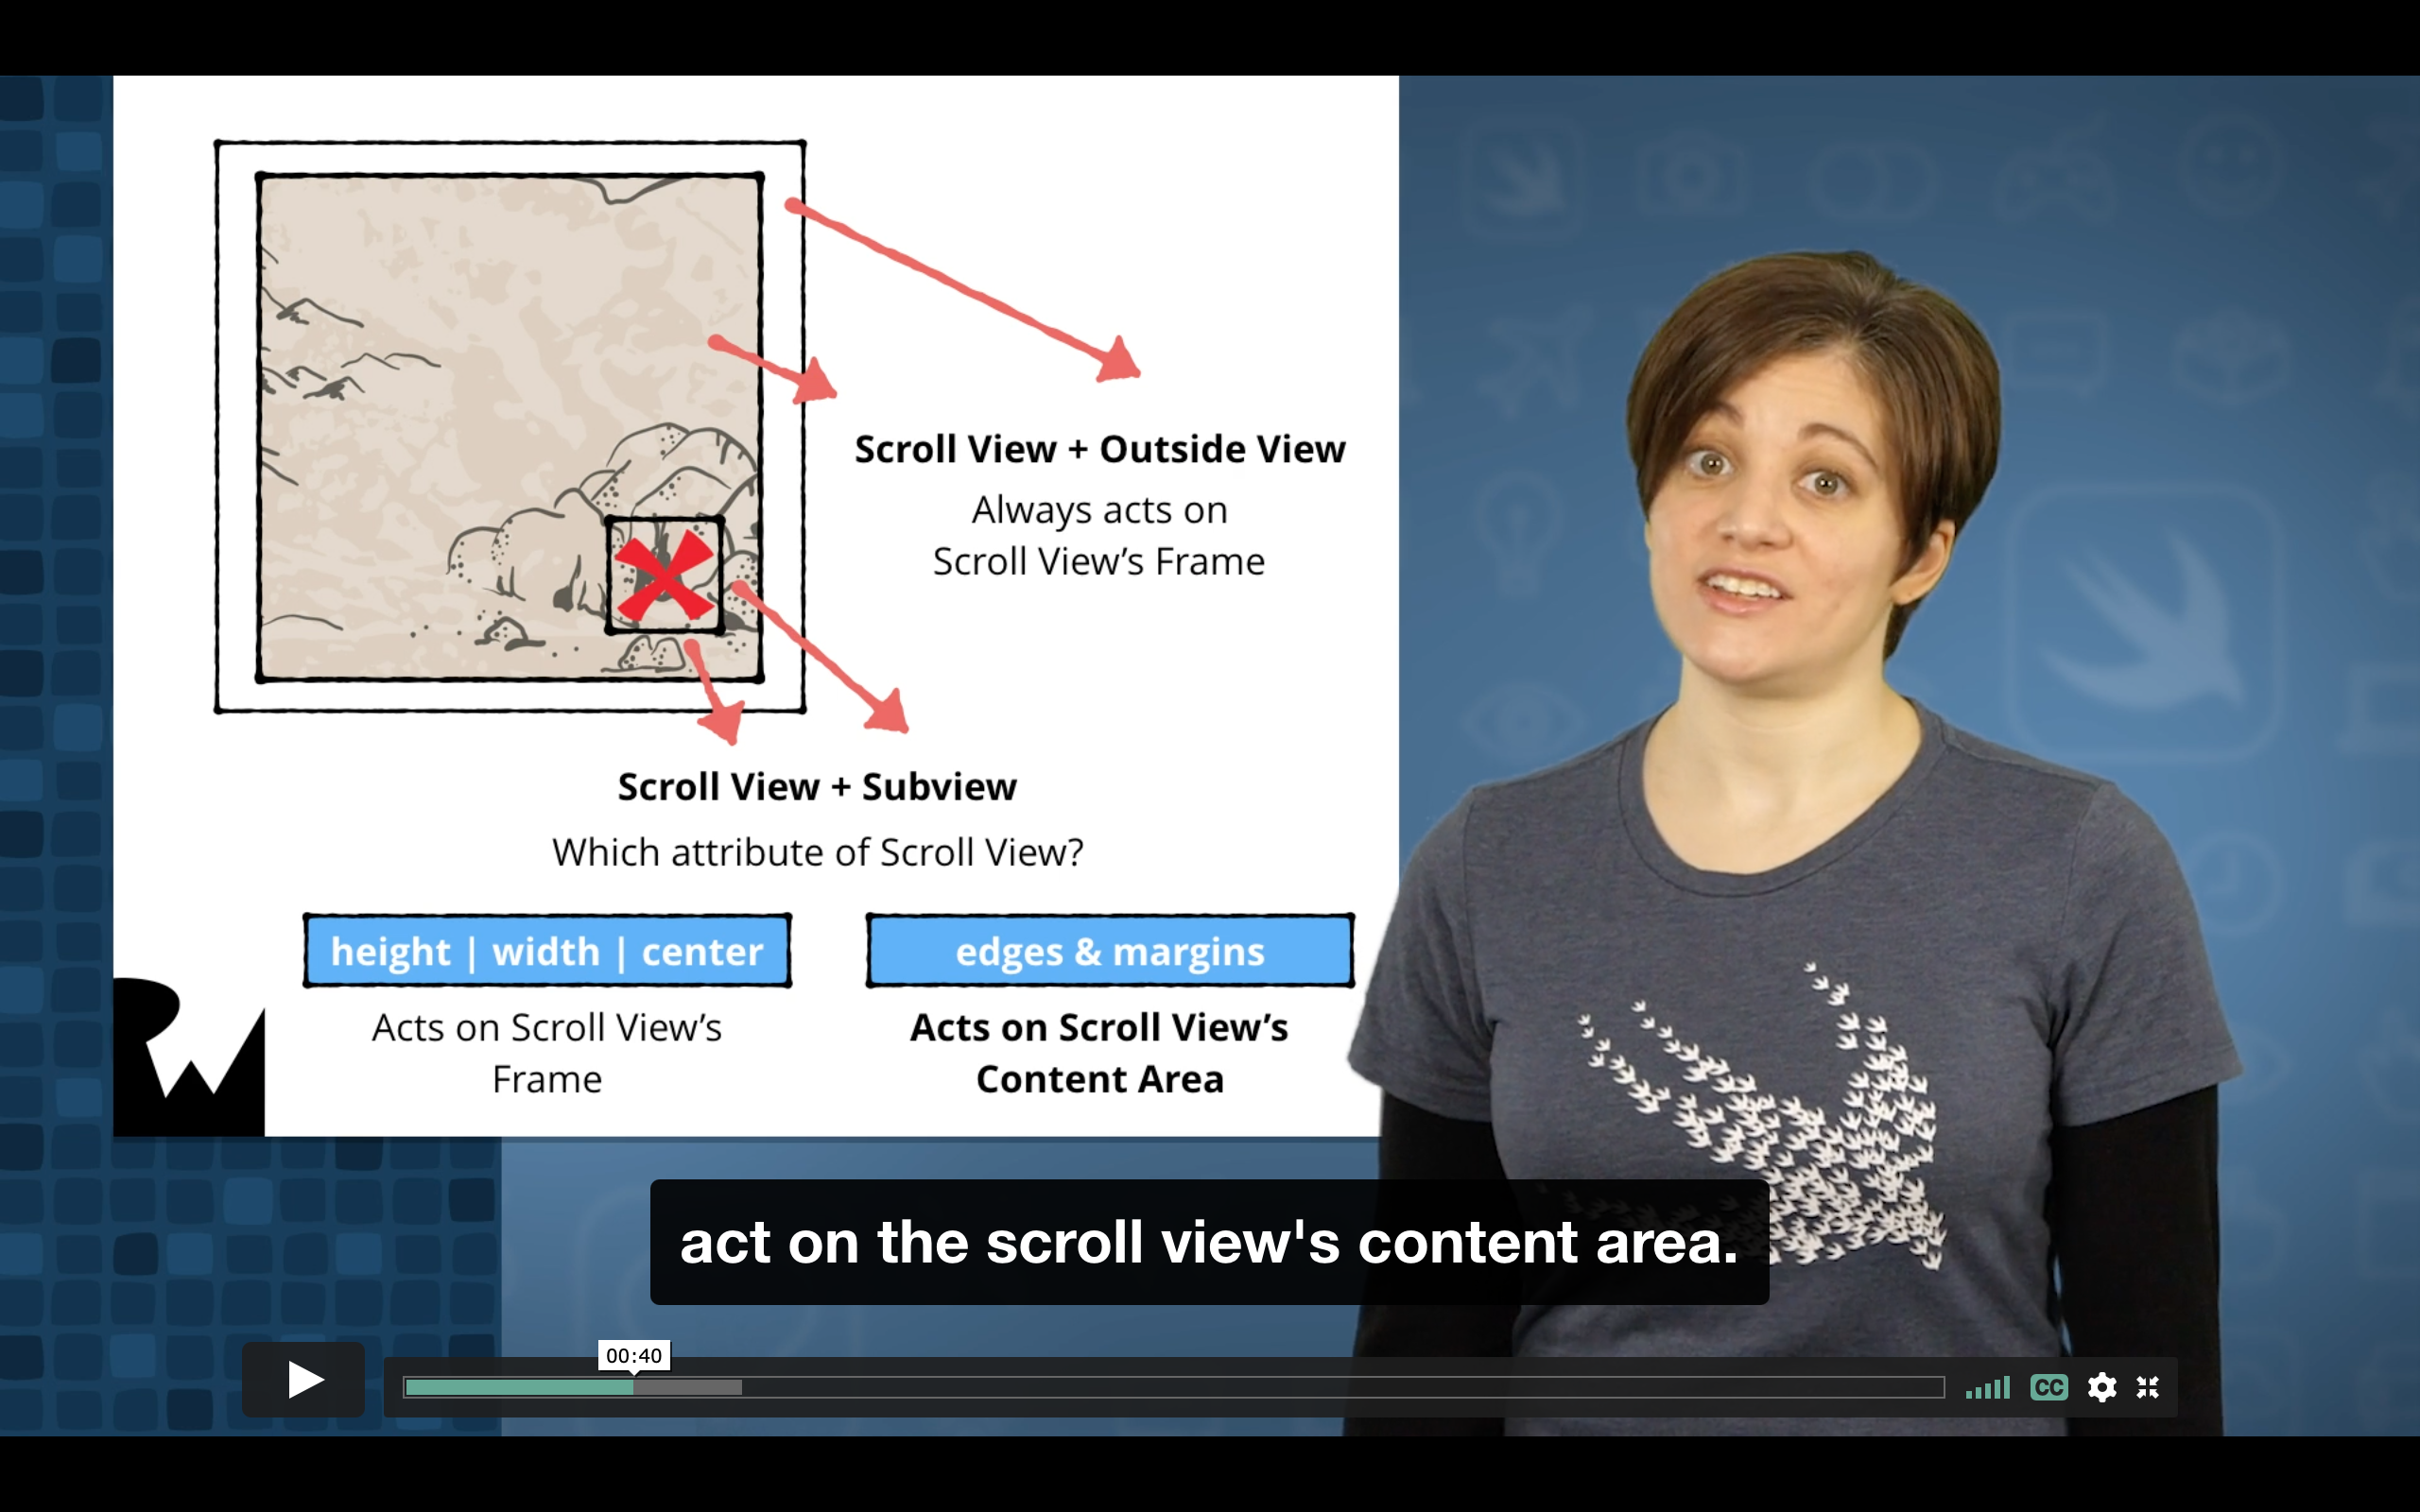 Scroll View + Outside View
Always acts on
Scroll View’s Frame
Scroll View + Subview
Which attribute of Scroll View?
height | width | center
edges & margins
Acts on Scroll View’s
Frame
Acts on Scroll View’s
Content Area
RW
act on the scroll view's content area.
00:40
CC